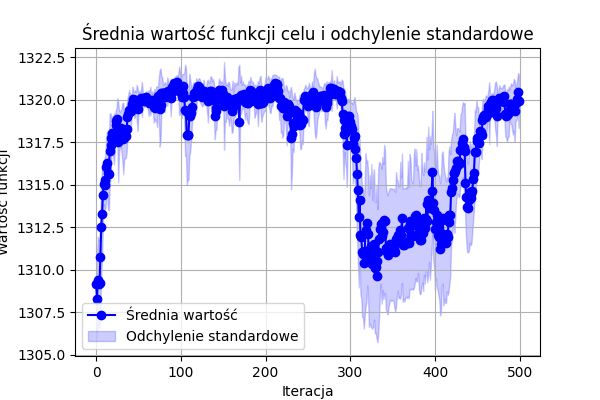 Średnia wartość funkcji celu i odchylenie standardowe
1322.5
1320.0
1317.5
1315.0
1312.5
1310.0
1307.5
1305.0
Wartość funkcji
Średnia wartość
Odchylenie standardowe
0 100 200 300 400 500
Iteracja